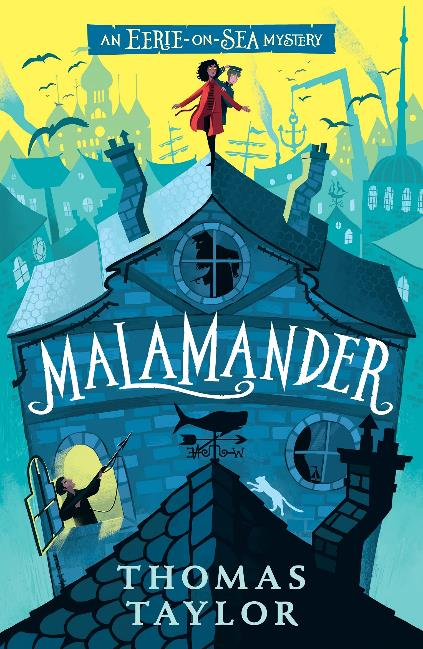 AN EERIE-ON-SEA MYSTERY
MALAMANDER
E W
THOMAS
TAYLOR